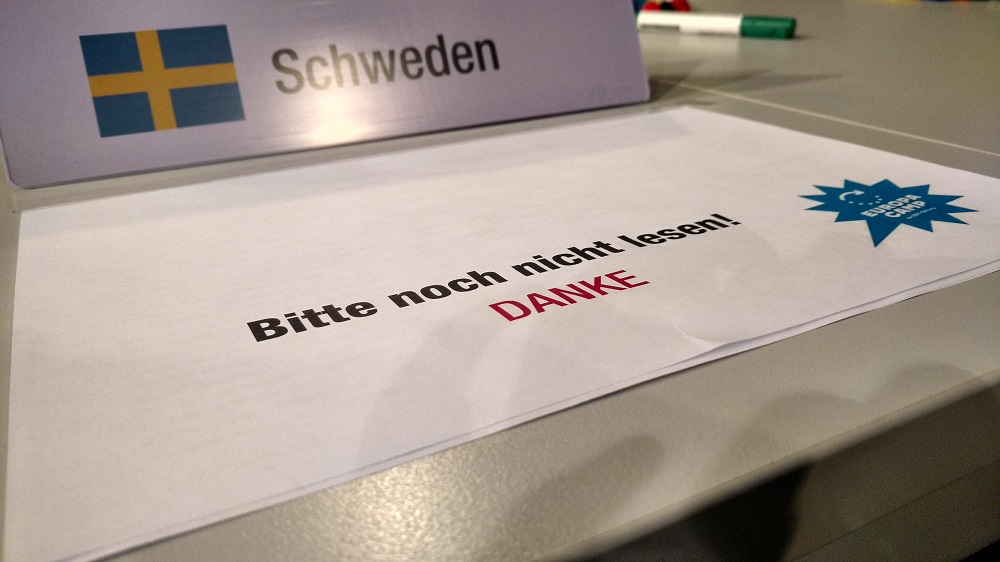 Schweden
Bitte noch nicht lesen!
DANKE
EUROPA
CAMP